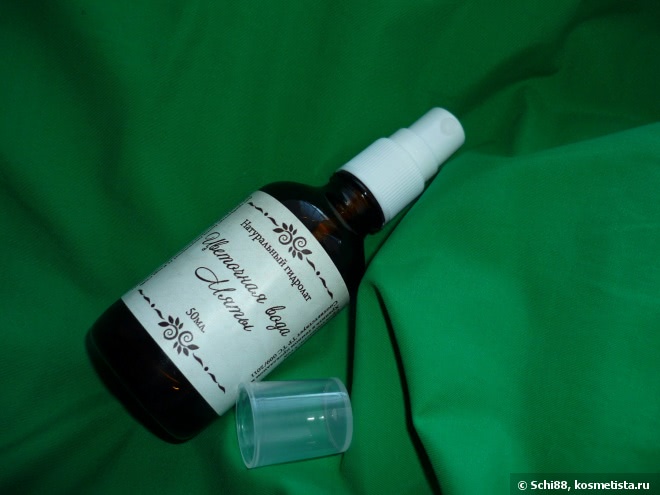 Натуральный гидролат
Цветочная вода
Мяты
50мл.
© Schi88, kosmetista.ru